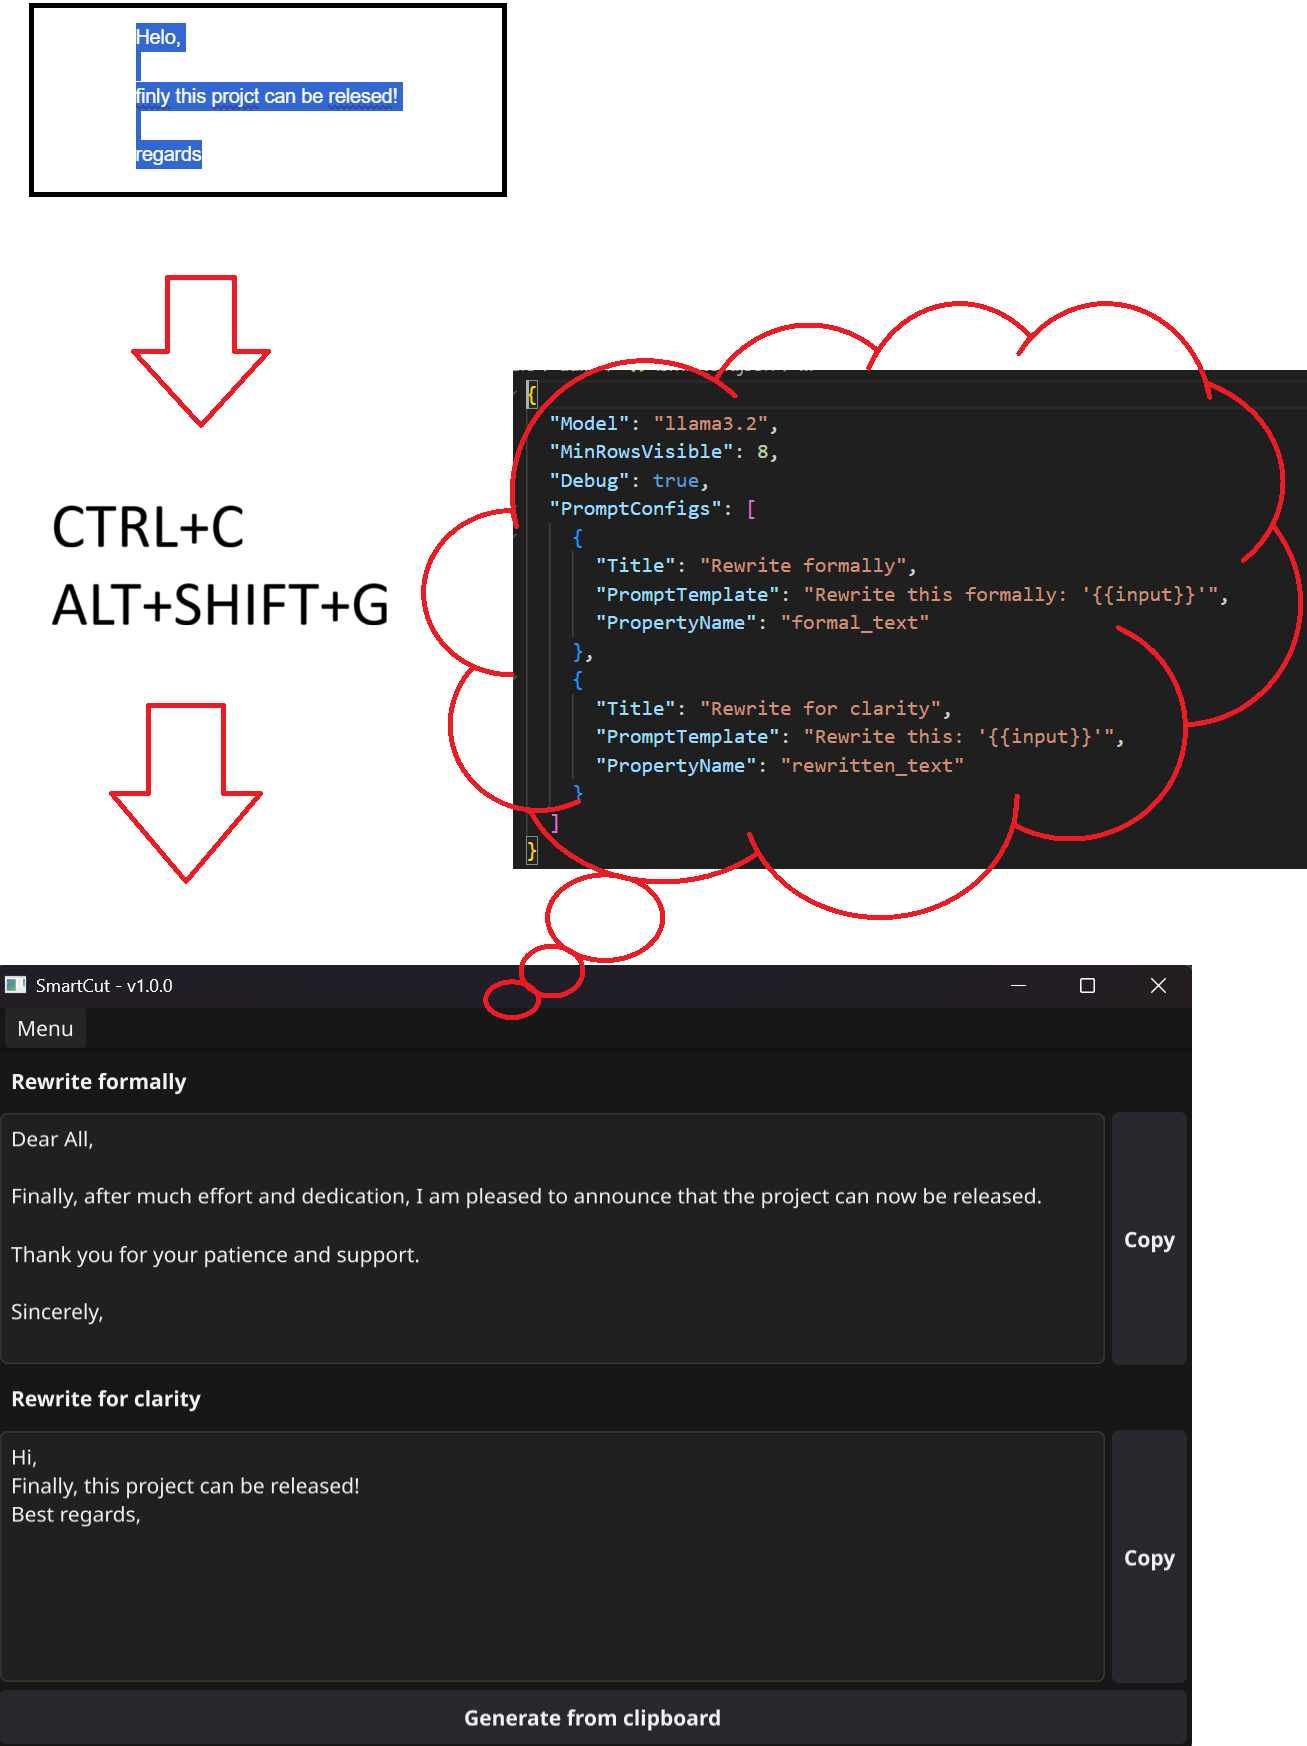 Helo,
finly this projct can be relesed!
regards
CTRL+C
ALT+SHIFT+G
{
"Model": "llama3.2",
"MinRowsVisible": 8,
"Debug": true,
"PromptConfigs": [
{
"Title": "Rewrite formally",
"PromptTemplate": "Rewrite this formally: '{{input}}'",
"PropertyName": "formal_text"
},
{
"Title": "Rewrite for clarity",
"PromptTemplate": "Rewrite this: '{{input}}'",
"PropertyName": "rewritten_text"
}
]
}
SmartCut - v1.0.0
Menu
Rewrite formally
Dear All,
Finally, after much effort and dedication, I am pleased to announce that the project can now be released.
Thank you for your patience and support.
Sincerely,
Copy
Rewrite for clarity
Hi,
Finally, this project can be released!
Best regards,
Copy
Generate from clipboard